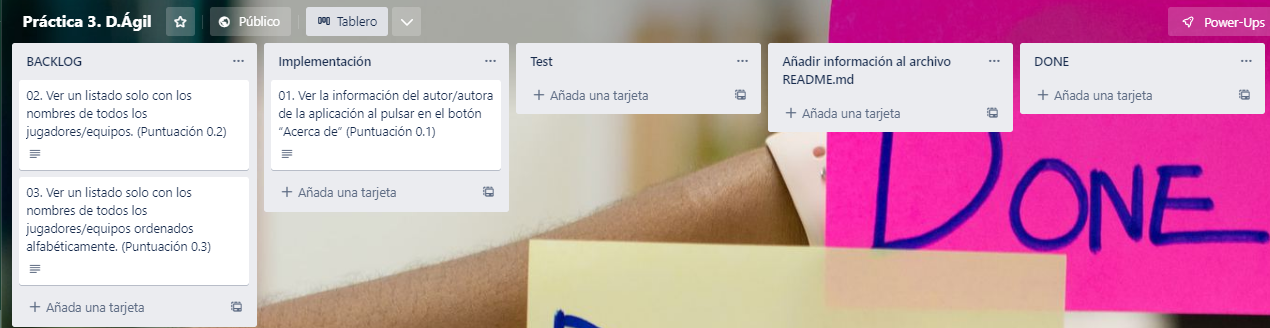 Práctica 3. D.Ágil
Público
Tablero
Power-Ups
BACKLOG
02. Ver un listado solo con los
nombres de todos los
jugadores/equipos. (Puntuación 0.2)
03. Ver un listado solo con los
nombres de todos los
jugadores/equipos ordenados
alfabéticamente. (Puntuación 0.3)
+ Añada una tarjeta
Implementación
01. Ver la información del autor/autora
de la aplicación al pulsar en el botón
“Acerca de” (Puntuación 0.1)
+ Añada una tarjeta
Test
+ Añada una tarjeta
Añadir información al archivo
README.md
+ Añada una tarjeta
DONE
+ Añada una tarjeta
DONE